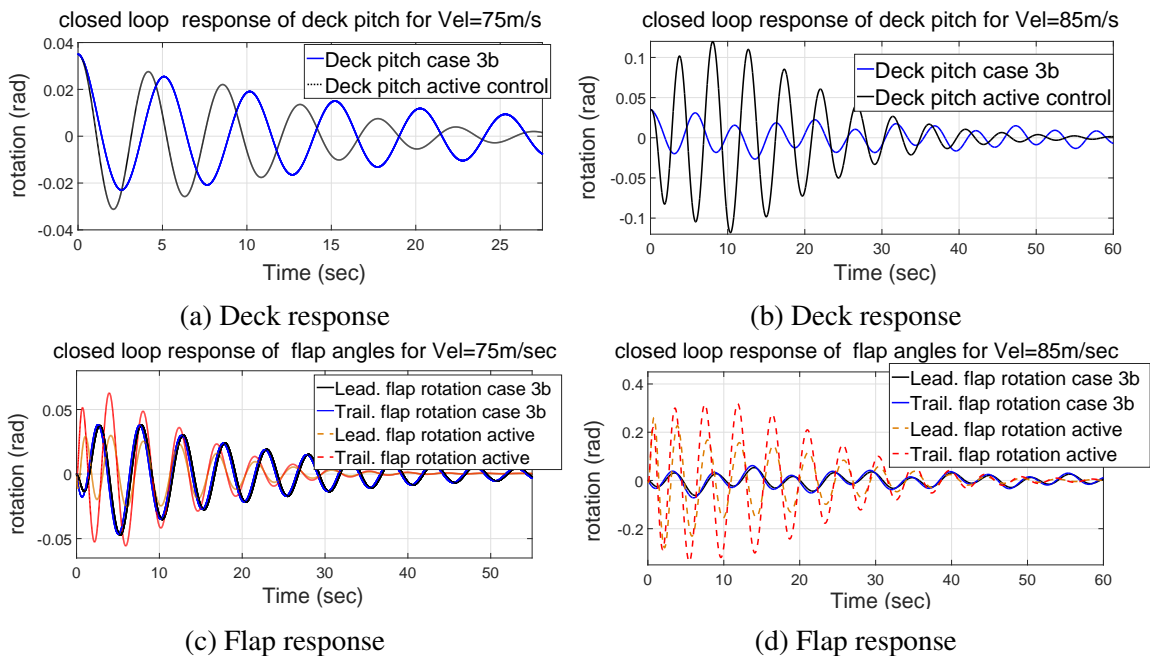 closed loop response of deck pitch for Vel=75m/s
0.04
0.02
0
-0.02
-0.04
rotation (rad)
Deck pitch case 3b
Deck pitch active control
0 5 10 15 20 25
Time (sec)
(a) Deck response
closed loop response of deck pitch for Vel=85m/s
0.1
0.05
0
-0.05
-0.1
rotation (rad)
Deck pitch case 3b
Deck pitch active control
0 10 20 30 40 50 60
Time (sec)
(b) Deck response
closed loop response of flap angles for Vel=75m/sec
0.05
0
-0.05
rotation (rad)
Lead. flap rotation case 3b
Trail. flap rotation case 3b
Lead. flap rotation active
Trail. flap rotation active
0 10 20 30 40 50
Time (sec)
(c) Flap response
closed loop response of flap angles for Vel=85m/sec
0.4
0.2
0
-0.2
rotation (rad)
Lead. flap rotation case 3b
Trail. flap rotation case 3b
Lead. flap rotation active
Trail. flap rotation active
0 10 20 30 40 50 60
Time (sec)
(d) Flap response